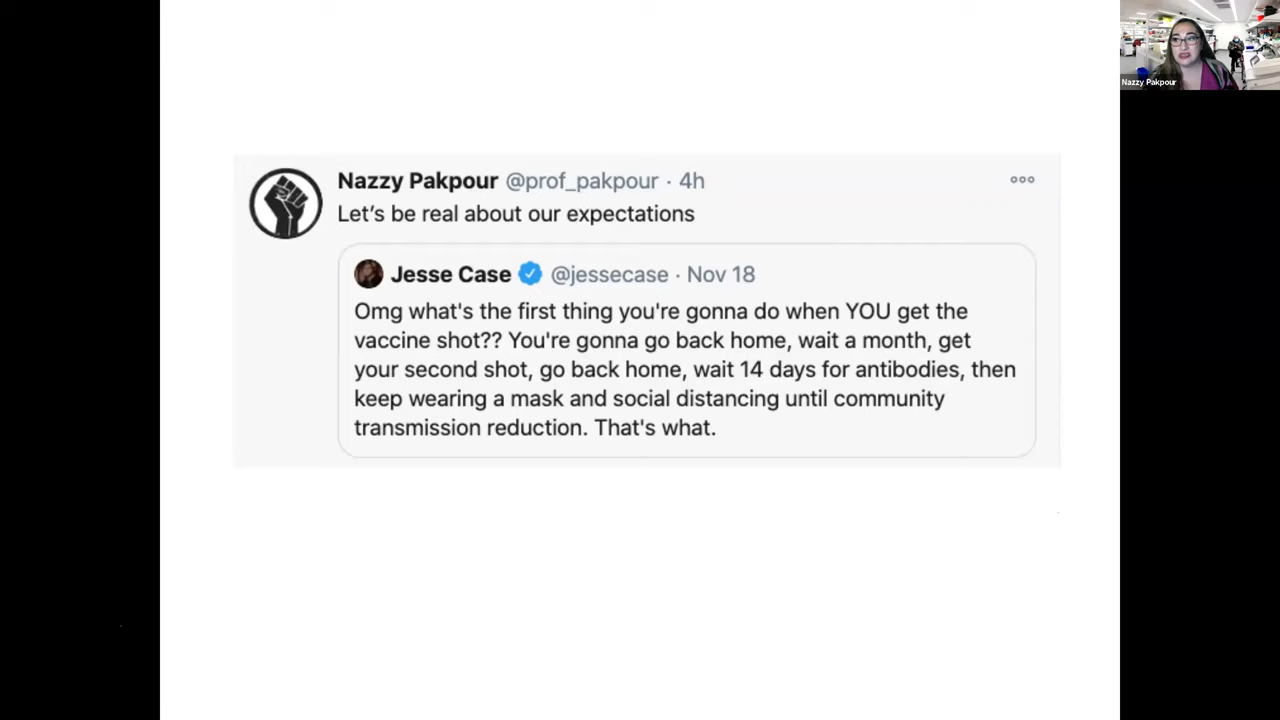 Nazzy Pakpour
Nazzy Pakpour @prof_pakpour · 4h
Let's be real about our expectations
Jesse Case @jessecase · Nov 18
Omg what's the first thing you're gonna do when YOU get the
vaccine shot?? You're gonna go back home, wait a month, get
your second shot, go back home, wait 14 days for antibodies, then
keep wearing a mask and social distancing until community
transmission reduction. That's what.